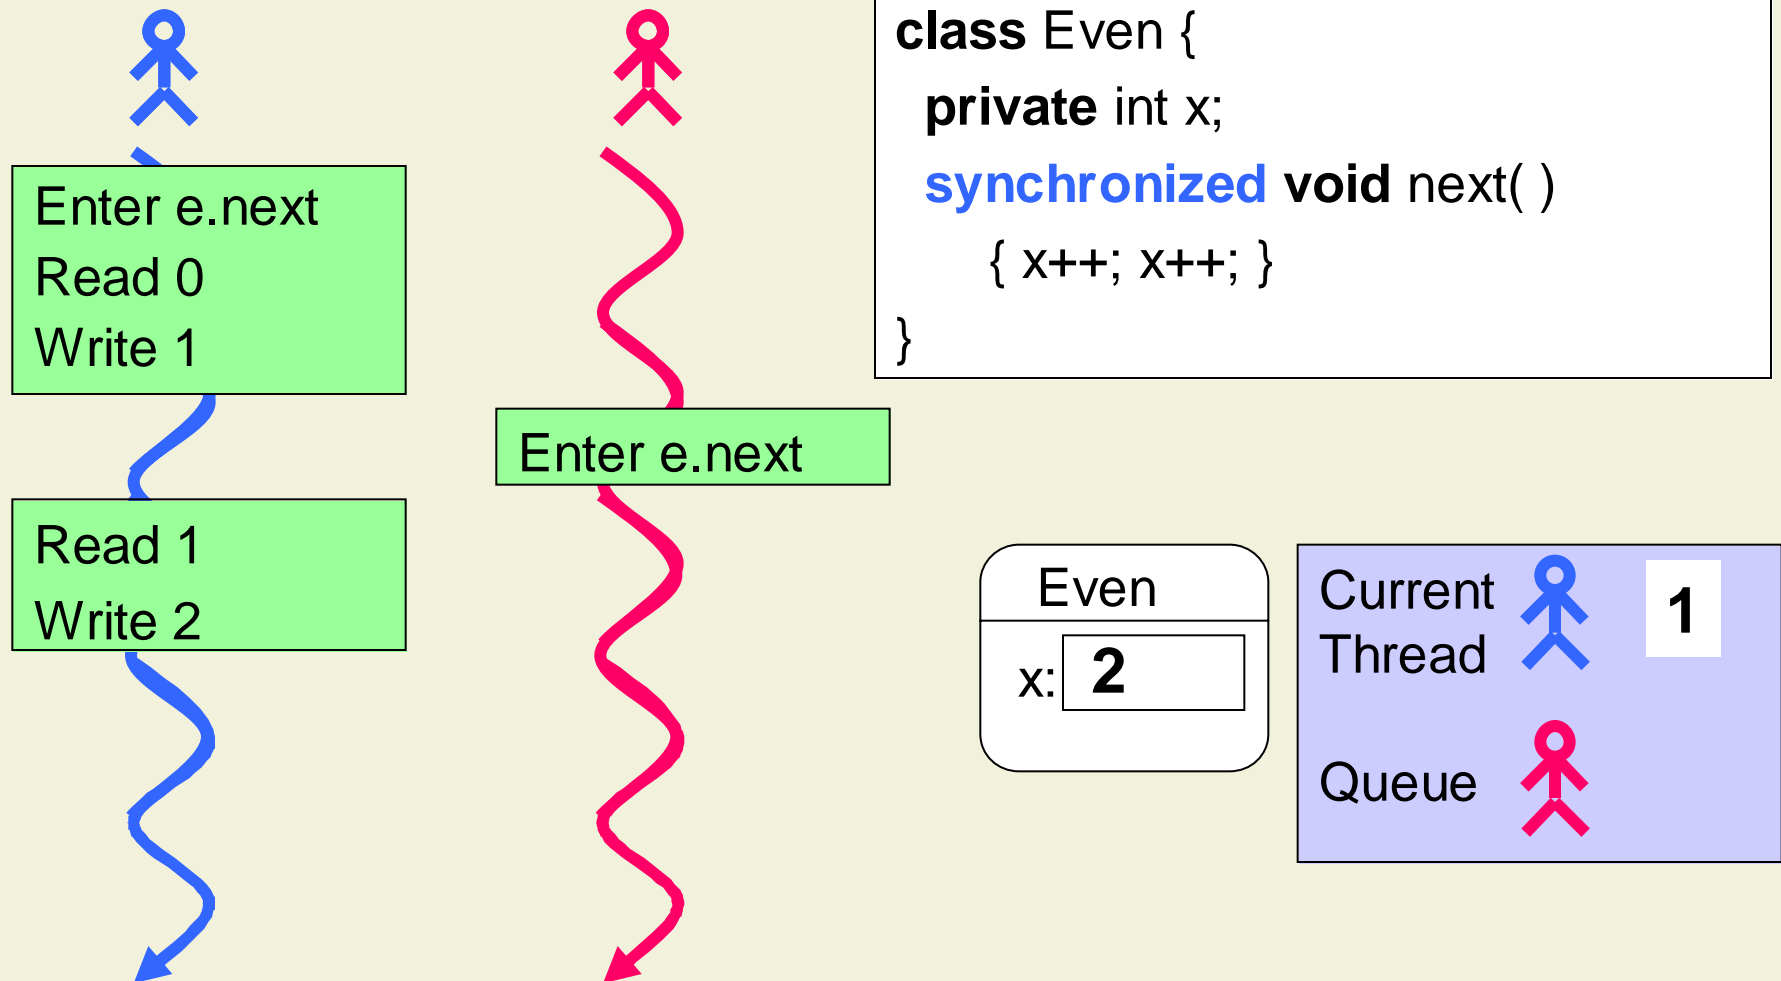 class Even {
private int x;
synchronized void next( )
{ x++; x++; }
}
Enter e.next
Read 0
Write 1
Enter e.next
Read 1
Write 2
Even
x: 2
Current
Thread
1
Queue